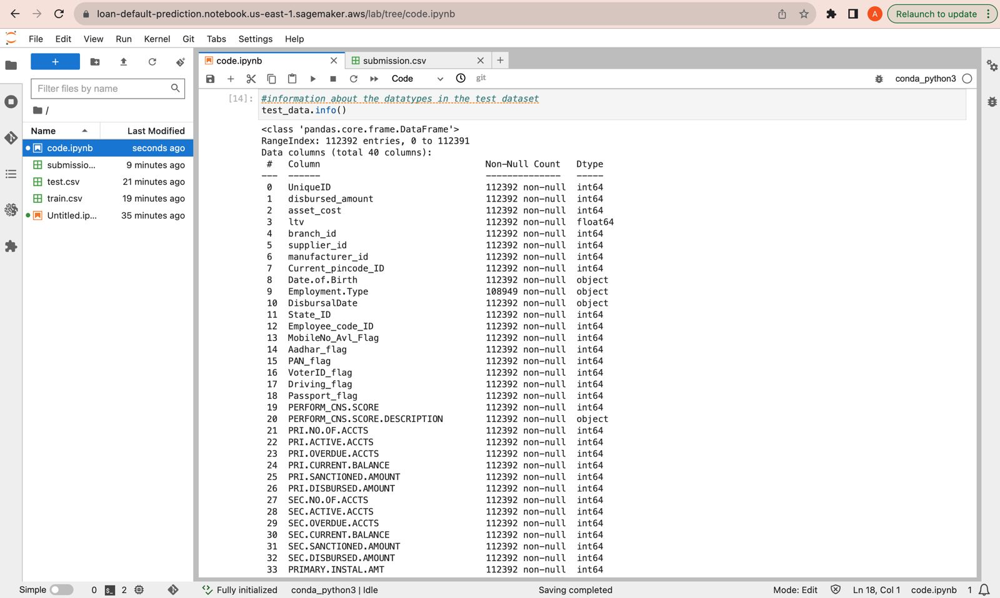 loan-default-prediction.notebook.us-east-1.sagemaker.aws/lab/tree/code.ipynb
A
Relaunch to update
File Edit View Run Kernel Git Tabs Settings Help
+
Filter files by name
/
Name Last Modified
code.ipynb seconds ago
submissio... 9 minutes ago
test.csv 21 minutes ago
train.csv 19 minutes ago
Untitled.ip... 35 minutes ago
code.ipynb
submission.csv
Code
git
conda_python3
[14]: #information about the datatypes in the test dataset
test_data.info()
<class 'pandas.core.frame.DataFrame'>
RangeIndex: 112392 entries, 0 to 112391
Data columns (total 40 columns):
# Column Non-Null Count Dtype
--- ------ -------------- -----
0 UniqueID 112392 non-null int64
1 disbursed_amount 112392 non-null int64
2 asset_cost 112392 non-null int64
3 ltv 112392 non-null float64
4 branch_id 112392 non-null int64
5 supplier_id 112392 non-null int64
6 manufacturer_id 112392 non-null int64
7 Current_pincode_ID 112392 non-null int64
8 Date.of.Birth 112392 non-null object
9 Employment.Type 108949 non-null object
10 DisbursalDate 112392 non-null object
11 State_ID 112392 non-null int64
12 Employee_code_ID 112392 non-null int64
13 MobileNo_Avl_Flag 112392 non-null int64
14 Aadhar_flag 112392 non-null int64
15 PAN_flag 112392 non-null int64
16 VoterID_flag 112392 non-null int64
17 Driving_flag 112392 non-null int64
18 Passport_flag 112392 non-null int64
19 PERFORM_CNS.SCORE 112392 non-null int64
20 PERFORM_CNS.SCORE.DESCRIPTION 112392 non-null object
21 PRI.NO.OF.ACCTS 112392 non-null int64
22 PRI.ACTIVE.ACCTS 112392 non-null int64
23 PRI.OVERDUE.ACCTS 112392 non-null int64
24 PRI.CURRENT.BALANCE 112392 non-null int64
25 PRI.SANCTIONED.AMOUNT 112392 non-null int64
26 PRI.DISBURSED.AMOUNT 112392 non-null int64
27 SEC.NO.OF.ACCTS 112392 non-null int64
28 SEC.ACTIVE.ACCTS 112392 non-null int64
29 SEC.OVERDUE.ACCTS 112392 non-null int64
30 SEC.CURRENT.BALANCE 112392 non-null int64
31 SEC.SANCTIONED.AMOUNT 112392 non-null int64
32 SEC.DISBURSED.AMOUNT 112392 non-null int64
33 PRIMARY.INSTAL.AMT 112392 non-null int64
Simple 0 $_ 2 Fully initialized conda_python3 | Idle Saving completed Mode: Edit Ln 18, Col 1 code.ipynb 1